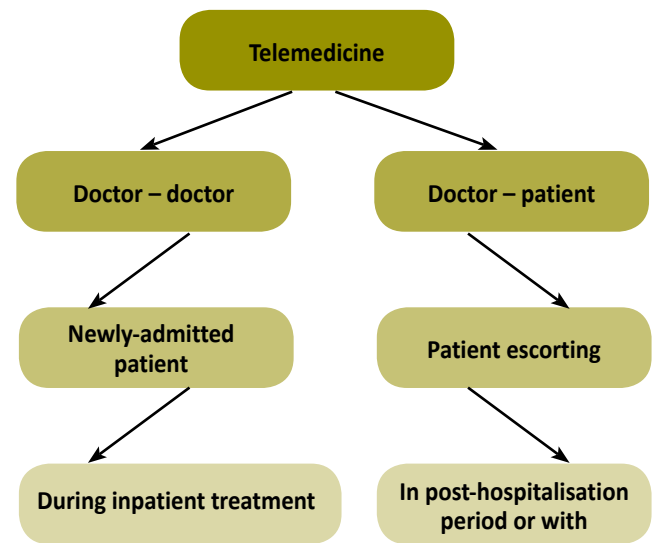 Telemedicine
Doctor – doctor
Doctor – patient
Newly-admitted
patient
Patient escorting
During inpatient treatment
In post-hospitalisation
period or with